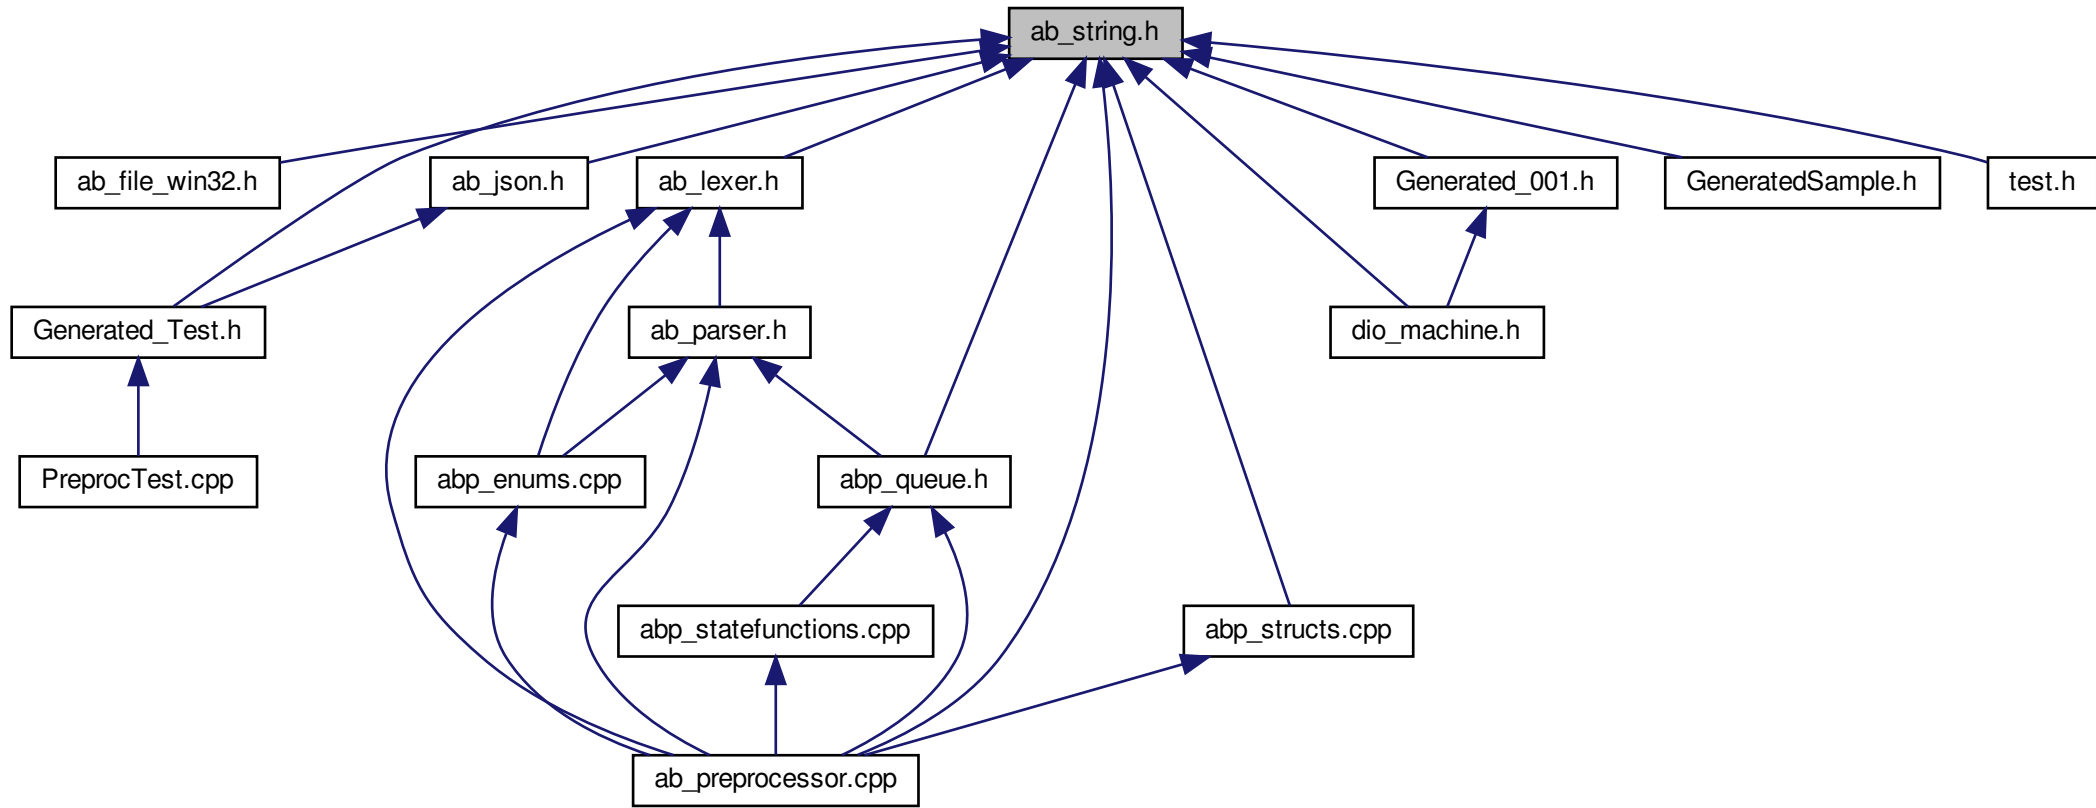 ab_string.h
ab_file_win32.h
ab_json.h
ab_lexer.h
Generated_001.h
GeneratedSample.h
test.h
Generated_Test.h
ab_parser.h
dio_machine.h
PreprocTest.cpp
abp_enums.cpp
abp_queue.h
abp_statefunctions.cpp
abp_structs.cpp
ab_preprocessor.cpp